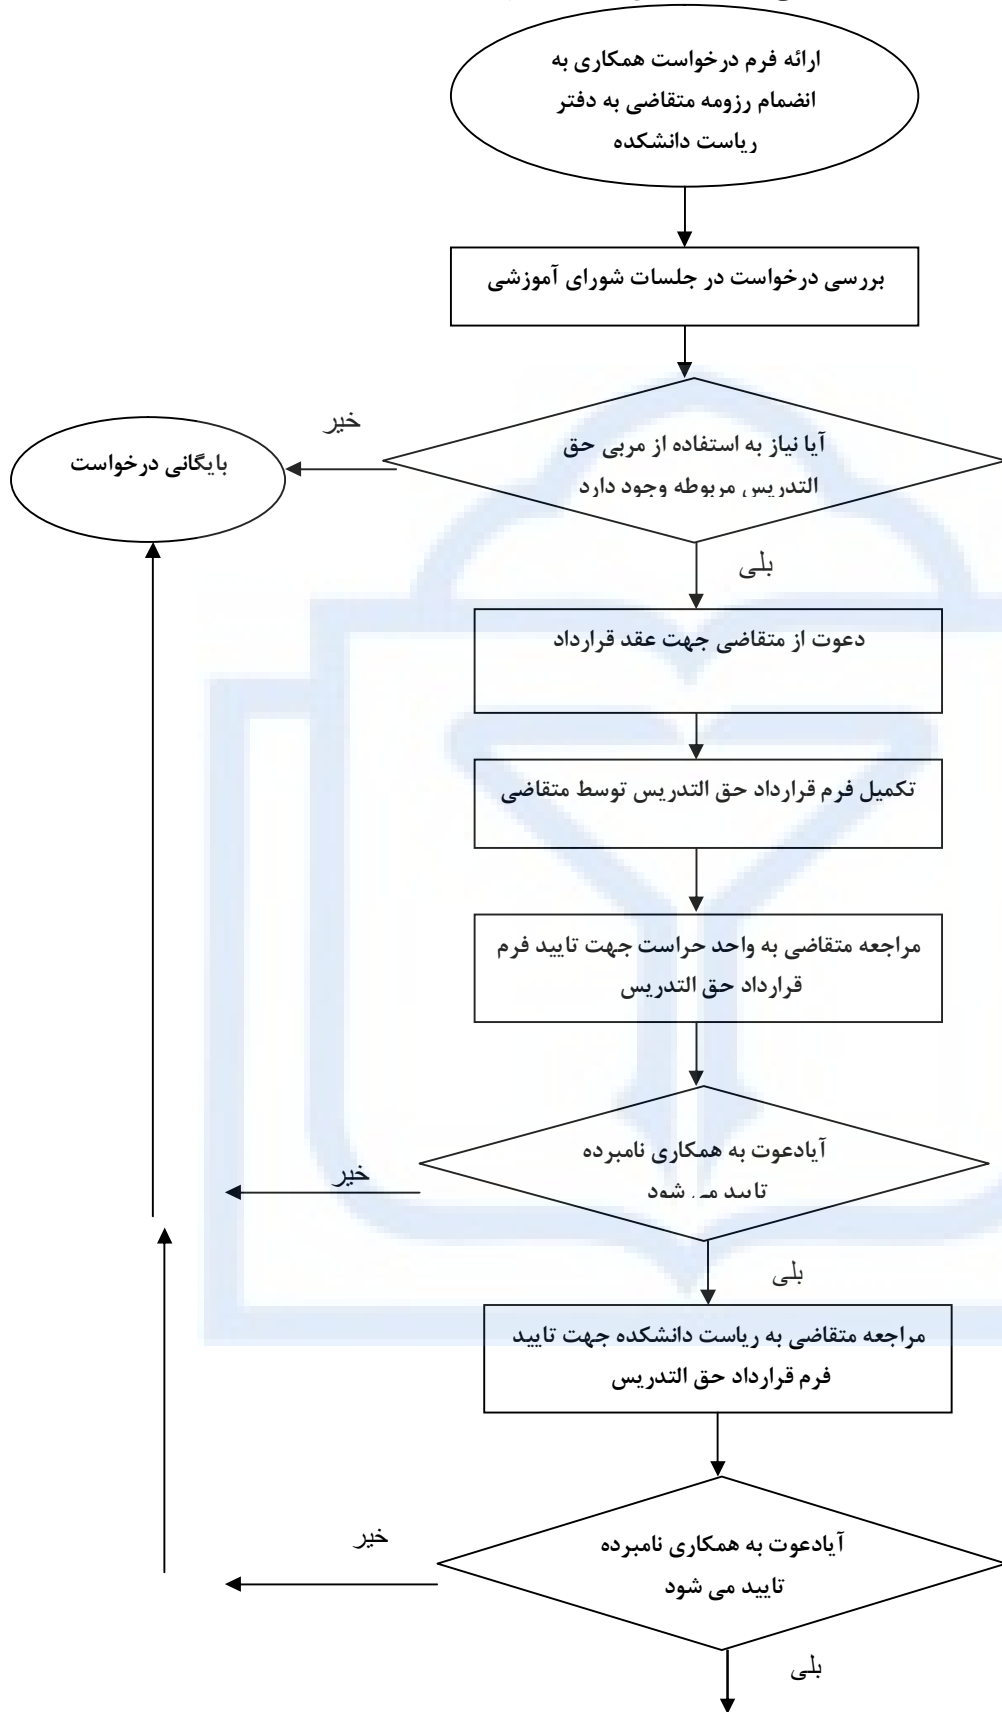 ارائه فرم درخواست همکاری به
انضمام رزومه متقاضی به دفتر
ریاست دانشکده
بررسی درخواست در جلسات شورای آموزشی
آیا نیاز به استفاده از مربی حق
التدریس مربوطه وجود دارد
خیر
بایگانی درخواست
بلی
دعوت از متقاضی جهت عقد قرارداد
تکمیل فرم قرارداد حق التدریس توسط متقاضی
مراجعه متقاضی به واحد حراست جهت تایید فرم
قرارداد حق التدریس
آیادعوت به همکاری نامبرده
تایید می شود
خیر
بلی
مراجعه متقاضی به ریاست دانشکده جهت تایید
فرم قرارداد حق التدریس
آیادعوت به همکاری نامبرده
تایید می شود
خیر
بلی